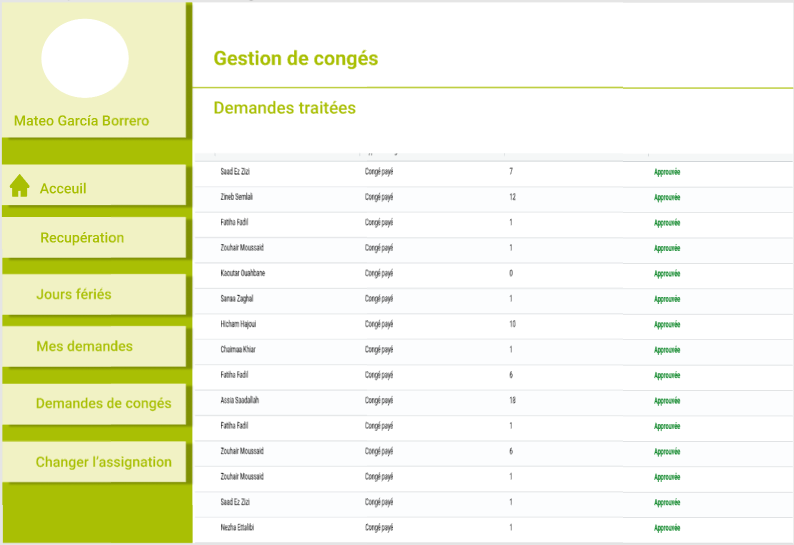 Mateo García Borrero
Acceuil
Recupération
Jours fériés
Mes demandes
Demandes de congés
Changer l'assignation
Gestion de congés
Demandes traitées
Saad Ez Zizi Congé payé 7 Approuvée
Zineb Semlali Congé payé 12 Approuvée
Fatiha Fadil Congé payé 1 Approuvée
Zouhair Moussaid Congé payé 1 Approuvée
Kaoutar Ouahbane Congé payé 0 Approuvée
Sanaa Zaghal Congé payé 1 Approuvée
Hicham Hajoui Congé payé 10 Approuvée
Chaimaa Khiar Congé payé 1 Approuvée
Fatiha Fadil Congé payé 6 Approuvée
Assia Saadallah Congé payé 18 Approuvée
Fatiha Fadil Congé payé 1 Approuvée
Zouhair Moussaid Congé payé 6 Approuvée
Zouhair Moussaid Congé payé 1 Approuvée
Saad Ez Zizi Congé payé 1 Approuvée
Nezha Ettalibi Congé payé 1 Approuvée